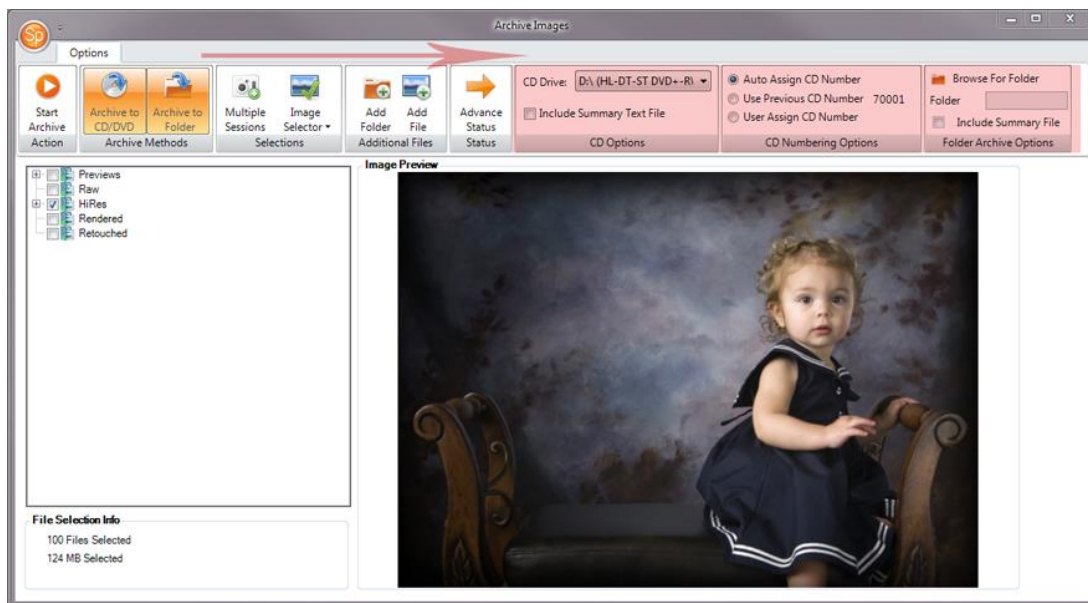 Archive Images
Sp
Options
Start Archive
Archive to CD/DVD
Archive to Folder
Multiple Sessions
Image Selector
Add Folder
Add File
Advance Status
CD Drive: D:\ (HL-DT-ST DVD+-R\
Include Summary Text File
Auto Assign CD Number
Use Previous CD Number 70001
User Assign CD Number
Browse For Folder
Folder
Include Summary File
Action
Archive Methods
Selections
Additional Files
Status
CD Options
CD Numbering Options
Folder Archive Options
Previews
Raw
HiRes
Rendered
Retouched
Image Preview
File Selection Info
100 Files Selected
124 MB Selected